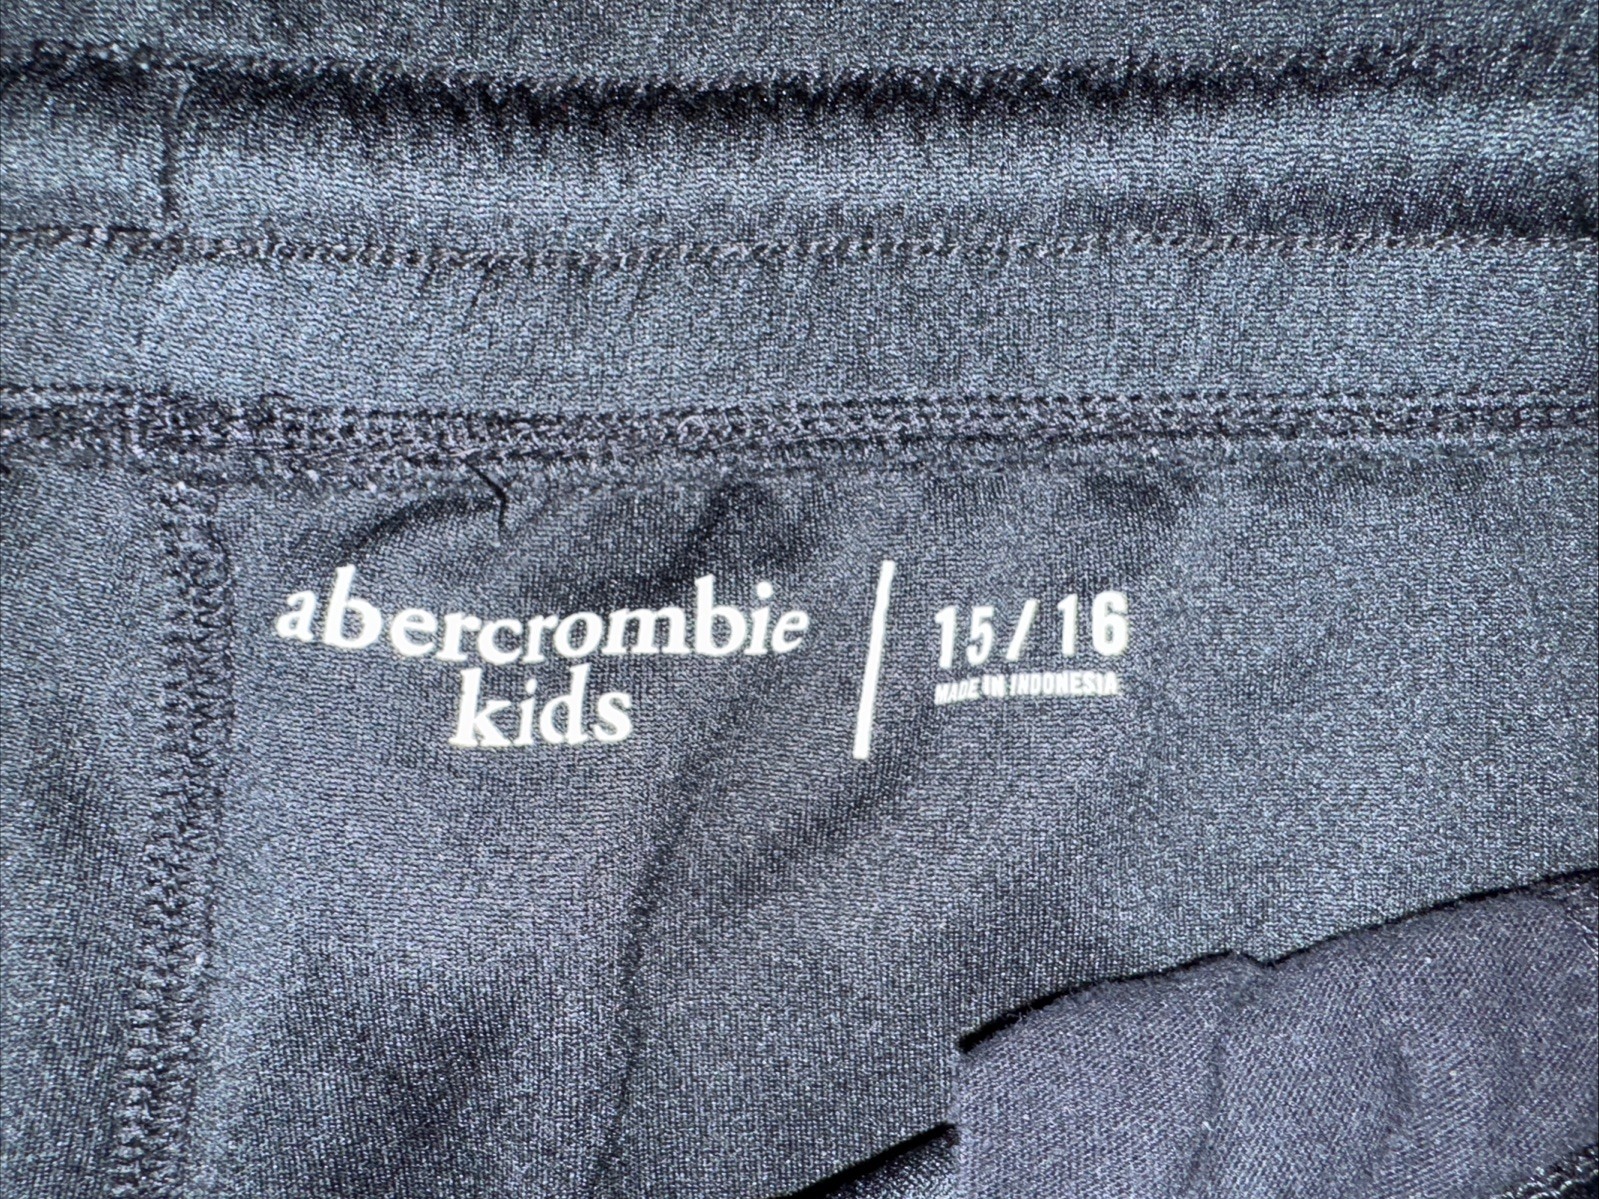 abercrombie
kids
15/16
MADE IN INDONESIA